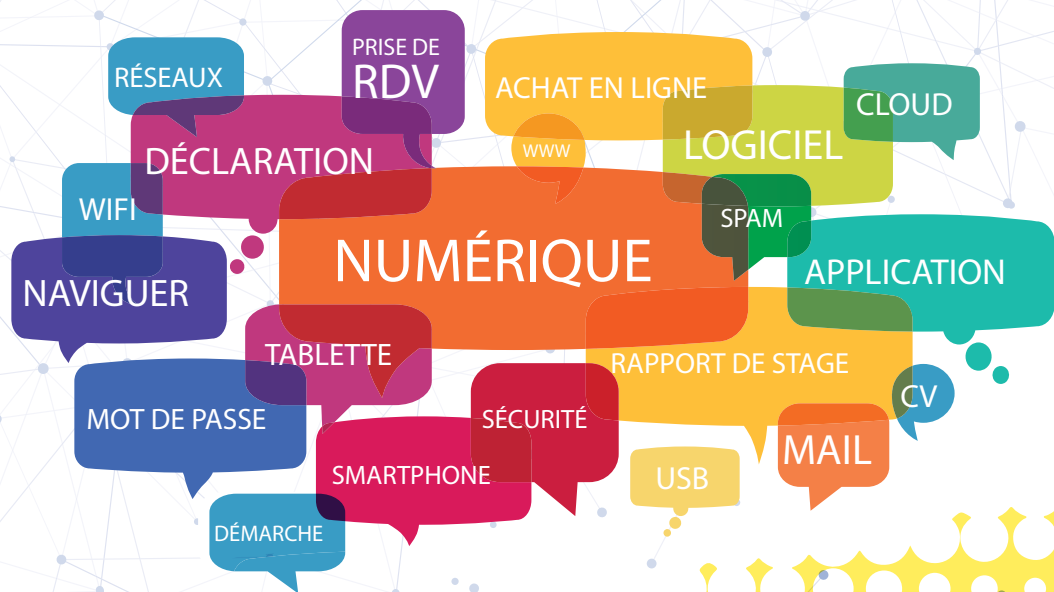 RÉSEAUX
PRISE DE
RDV
ACHAT EN LIGNE
CLOUD
DÉCLARATION
WWW
LOGICIEL
WIFI
SPAM
NUMÉRIQUE
NAVIGUER
APPLICATION
TABLETTE
RAPPORT DE STAGE
CV
MOT DE PASSE
SÉCURITÉ
MAIL
SMARTPHONE
USB
DÉMARCHE